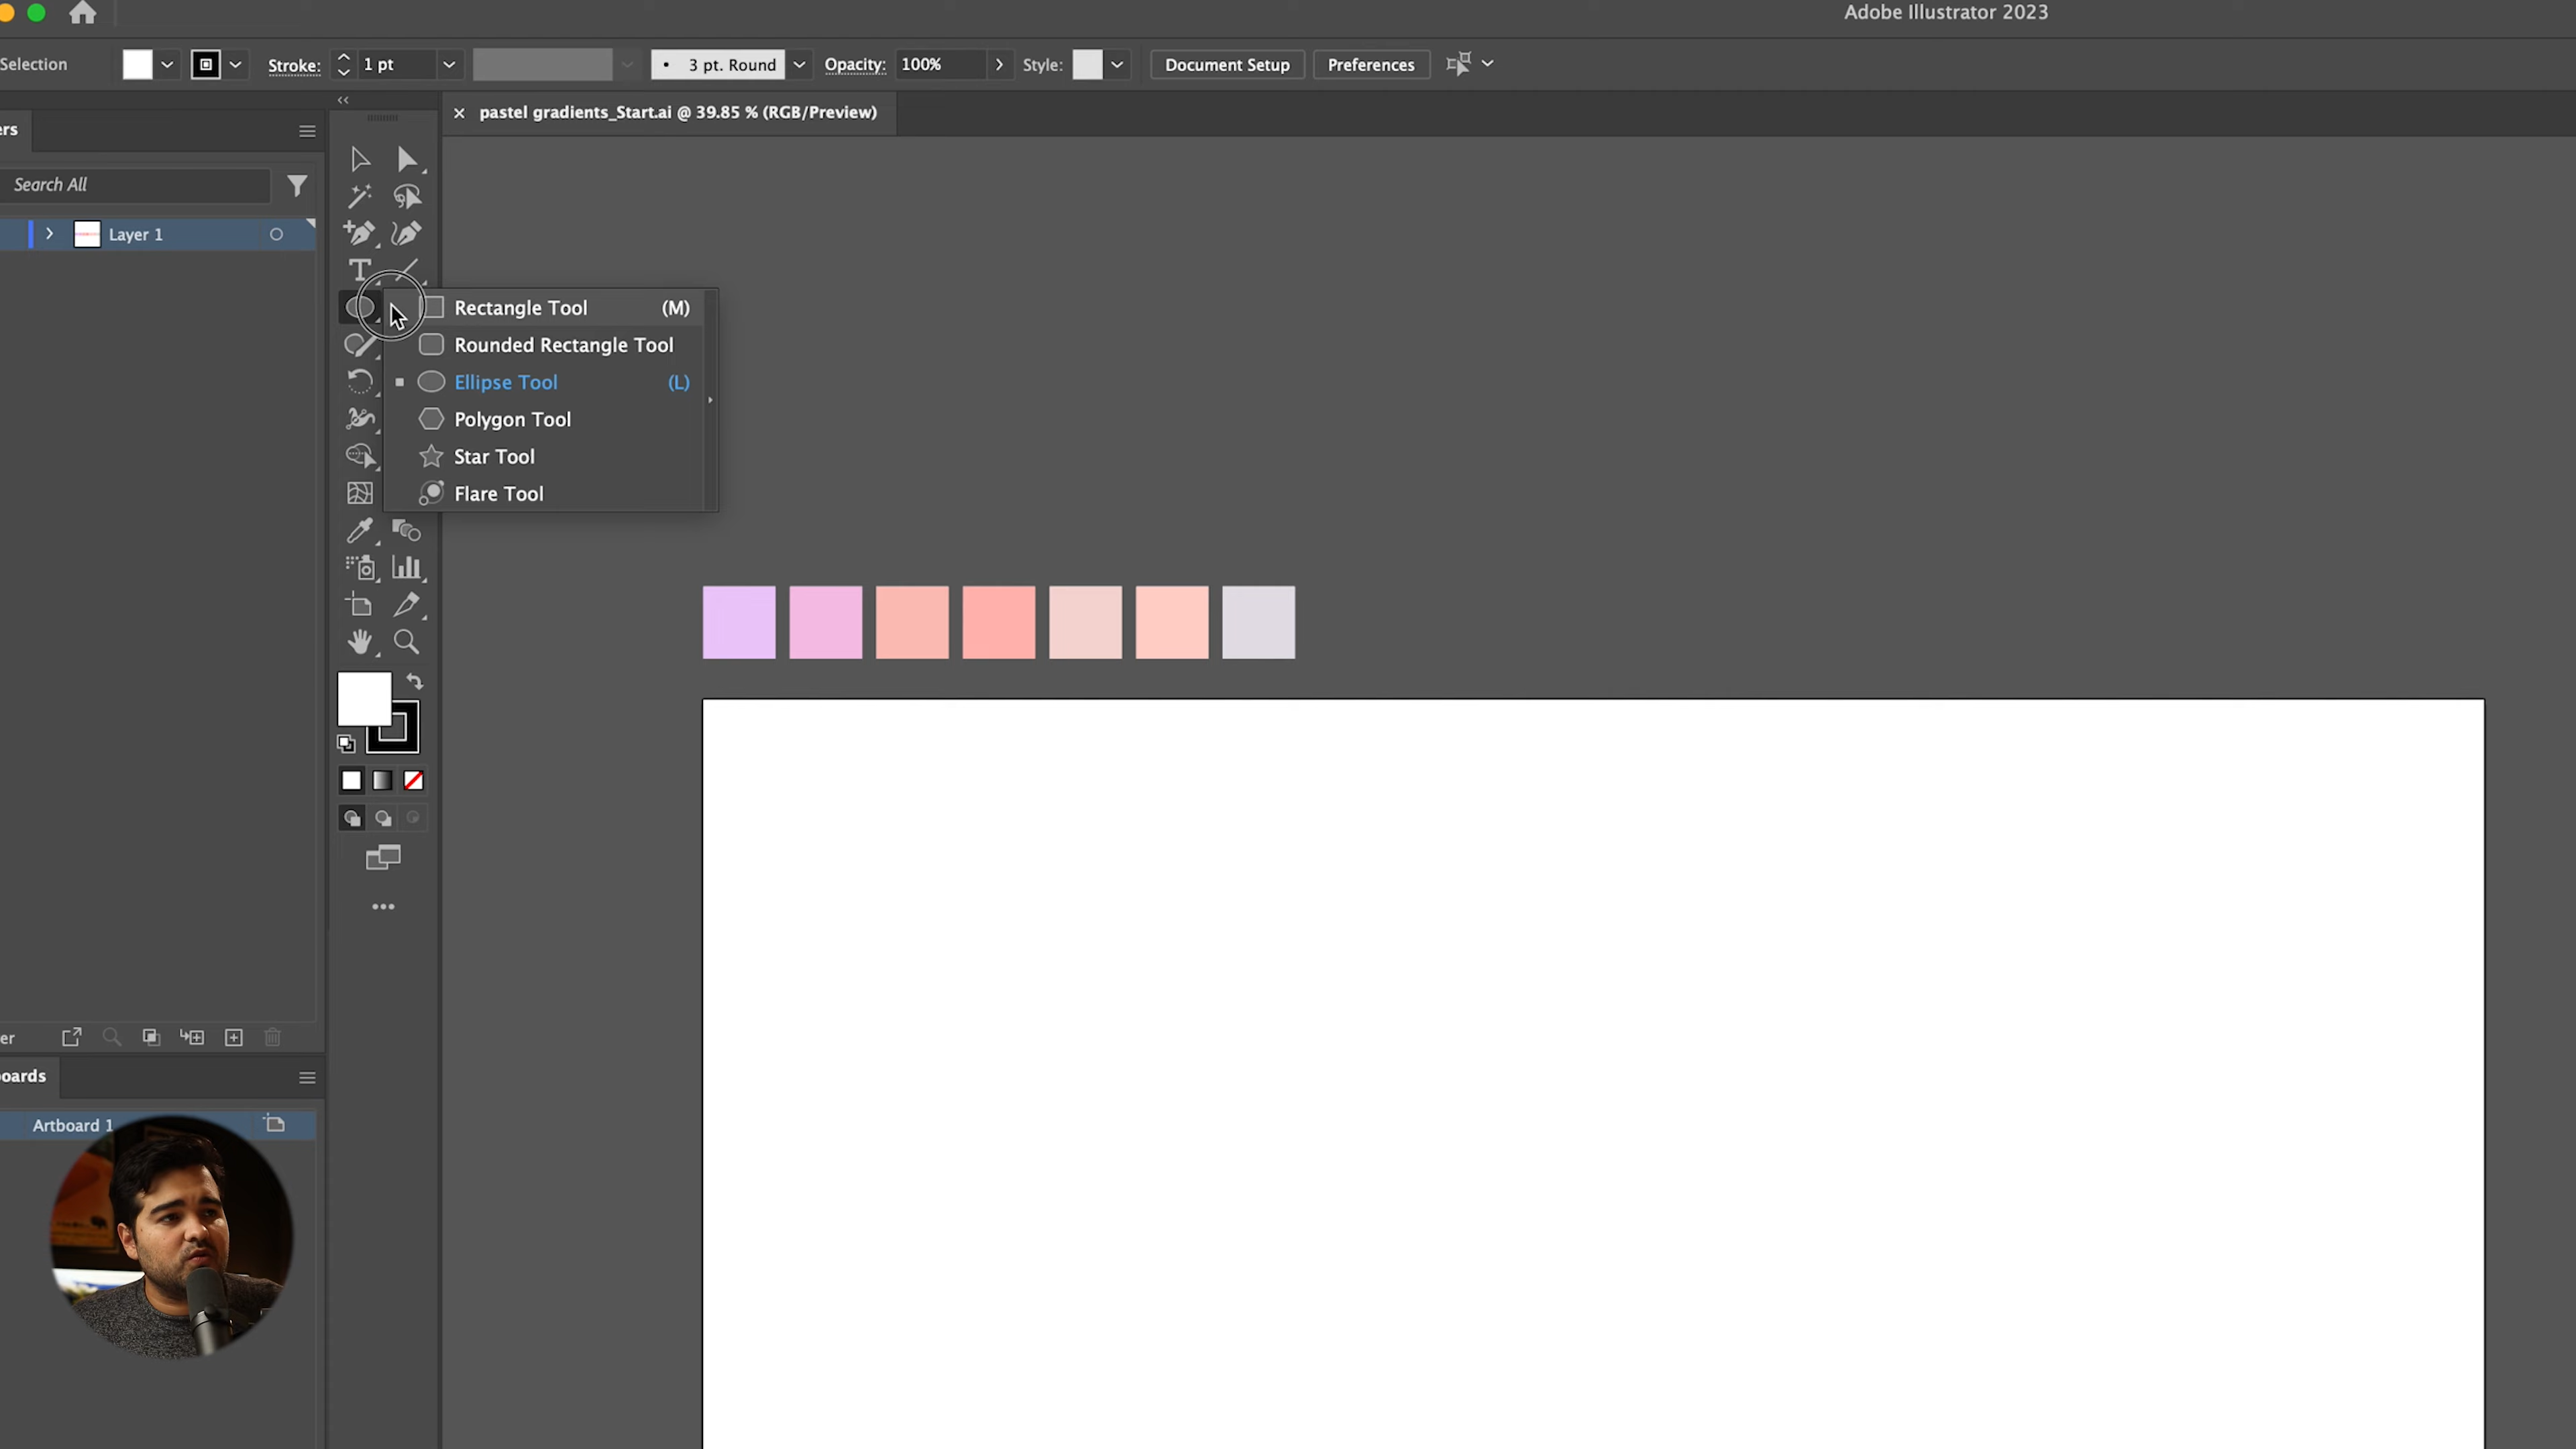 Adobe Illustrator 2023
Selection
Stroke:
1 pt
3 pt. Round
Opacity:
100%
Style:
Document Setup
Preferences
ers
pastel gradients_Start.ai @ 39.85 % (RGB/Preview)
Search All
Layer 1
Rectangle Tool (M)
Rounded Rectangle Tool
Ellipse Tool (L)
Polygon Tool
Star Tool
Flare Tool
er
boards
Artboard 1